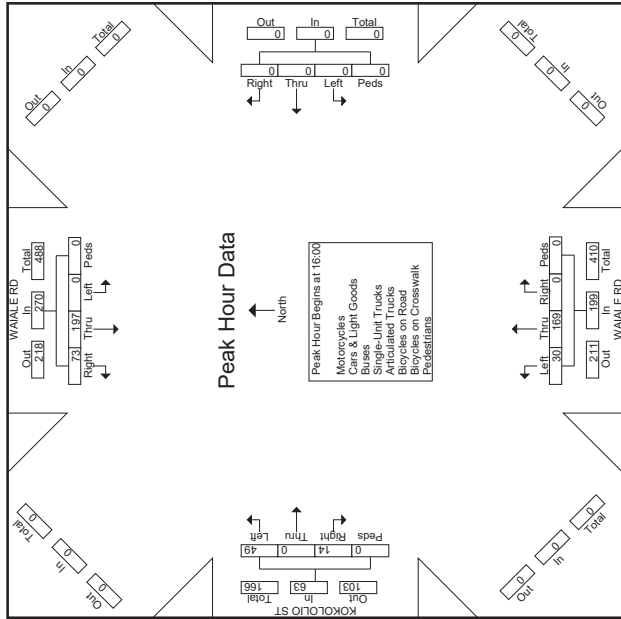 Out In Total
0 0 0
0 0 0 0
Right Thru Left Peds
Out In Total
0 0 0
Total In Out
0 0 0
WAIALE RD
Out In Total
218 270 488
73 197 0 0
Right Thru Left Peds
Peak Hour Data
North
Peak Hour Begins at 16:00
Motorcycles
Cars & Light Goods
Buses
Single-Unit Trucks
Articulated Trucks
Bicycles on Road
Bicycles on Crosswalk
Pedestrians
Left Thru Right Peds
30 169 0 0
211 199 410
Out In Total
WAIALE RD
Left Thru Right Peds
49 0 14 0
166 63 103
Total In Out
KOKOLOLIO ST
0 0 0
Total In Out
0 0 0
Out In Total